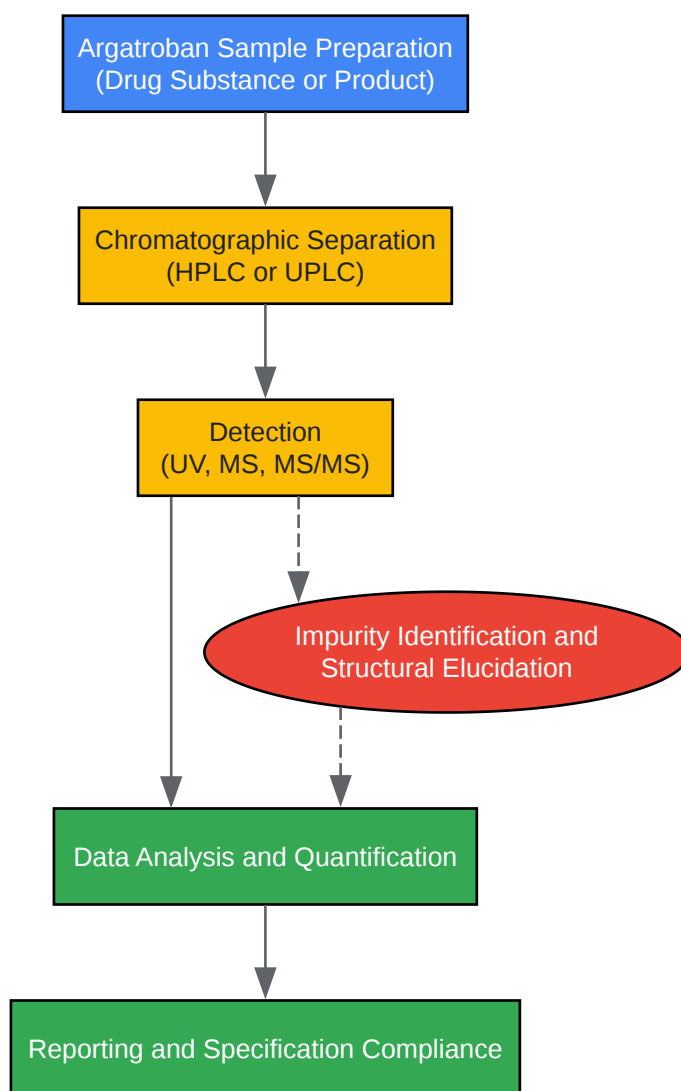 Argatroban Sample Preparation
(Drug Substance or Product)
Chromatographic Separation
(HPLC or UPLC)
Detection
(UV, MS, MS/MS)
Impurity Identification and
Structural Elucidation
Data Analysis and Quantification
Reporting and Specification Compliance